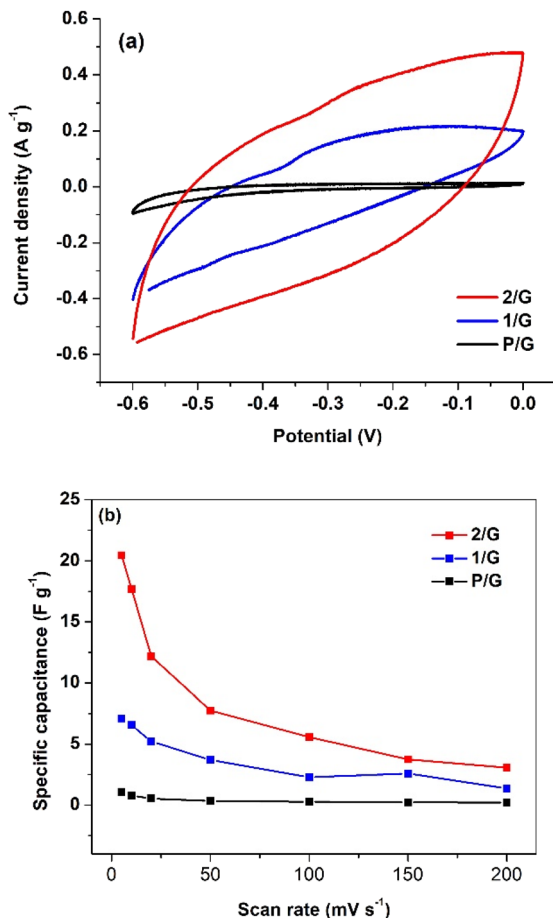 (a)
Current density (A g⁻¹)
0.6
0.4
0.2
0.0
-0.2
-0.4
-0.6
2/G
1/G
P/G
-0.6 -0.5 -0.4 -0.3 -0.2 -0.1 0.0
Potential (V)
(b)
Specific capacitance (F g⁻¹)
25
20
15
10
5
0
2/G
1/G
P/G
0 50 100 150 200
Scan rate (mV s⁻¹)